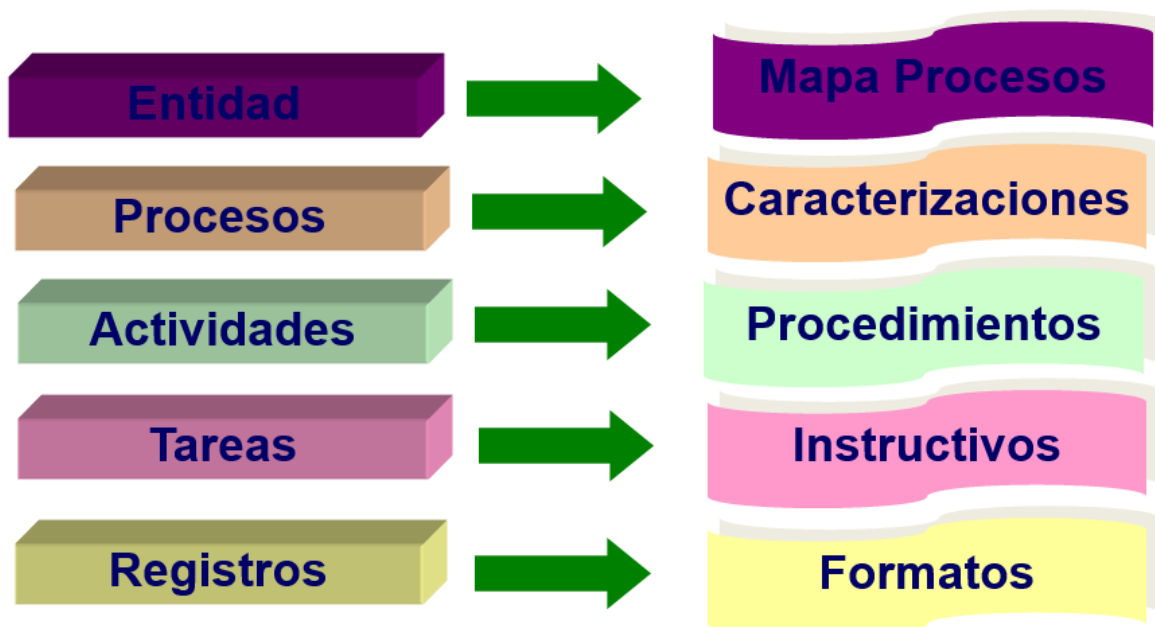 Entidad
Mapa Procesos
Procesos
Caracterizaciones
Actividades
Procedimientos
Tareas
Instructivos
Registros
Formatos